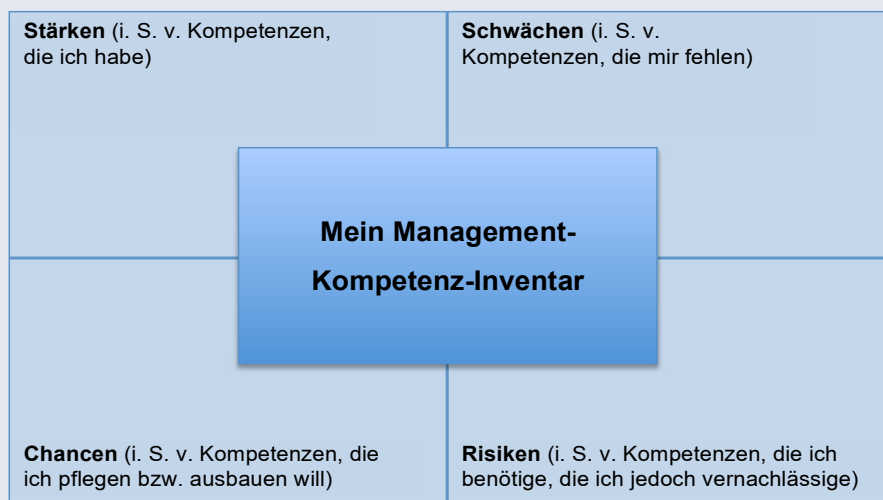 Stärken (i. S. v. Kompetenzen,
die ich habe)
Schwächen (i. S. v.
Kompetenzen, die mir fehlen)
Mein Management-
Kompetenz-Inventar
Chancen (i. S. v. Kompetenzen, die
ich pflegen bzw. ausbauen will)
Risiken (i. S. v. Kompetenzen, die ich
benötige, die ich jedoch vernachlässige)